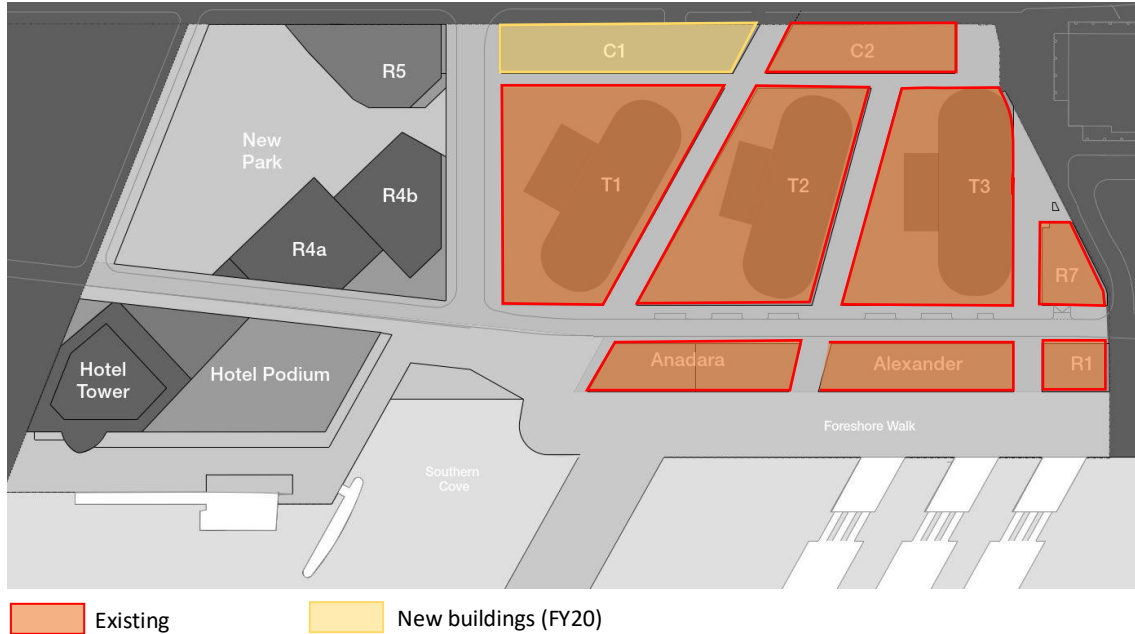 C1
C2
R5
New
Park
T1
T2
T3
R4b
R4a
R7
Hotel
Tower
Hotel Podium
Anadara
Alexander
R1
Foreshore Walk
Southern
Cove
Existing
New buildings (FY20)